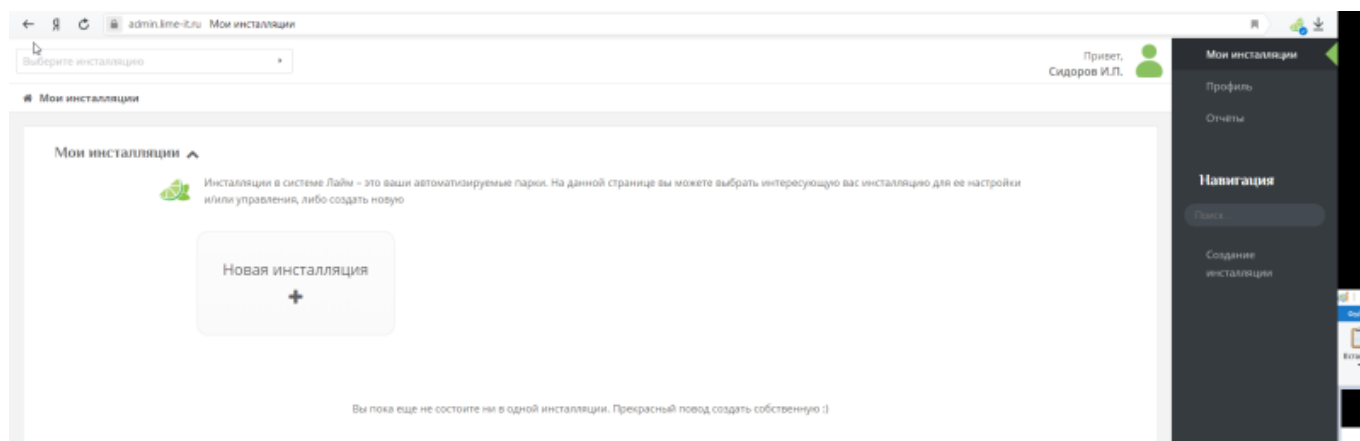 admin.lime-it.ru Мои инсталляции
Выберите инсталляцию
Привет,
Сидоров И.П.
Мои инсталляции
Мои инсталляции
Инсталляции в системе Лайм – это ваши автоматизируемые парки. На данной странице вы можете выбрать интересующую вас инсталляцию для ее настройки
и/или управления, либо создать новую
Новая инсталляция
+
Вы пока еще не состоите ни в одной инсталляции. Прекрасный повод создать собственную :)
Мои инсталляции
Профиль
Отчёты
Навигация
Поиск...
Создание
инсталляции